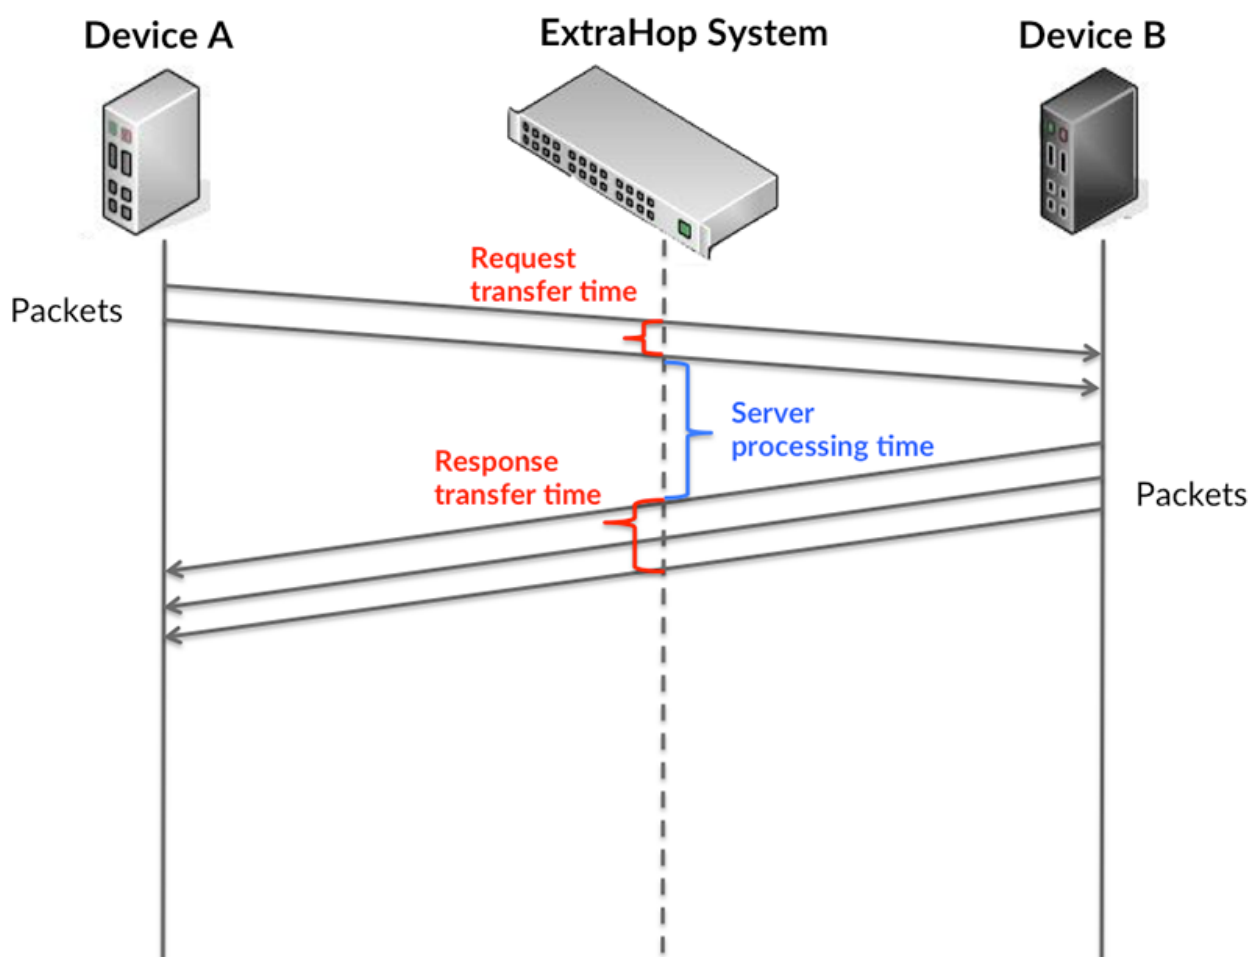 Device A
ExtraHop System
Device B
Request
transfer time
Packets
Server
processing time
Response
transfer time
Packets